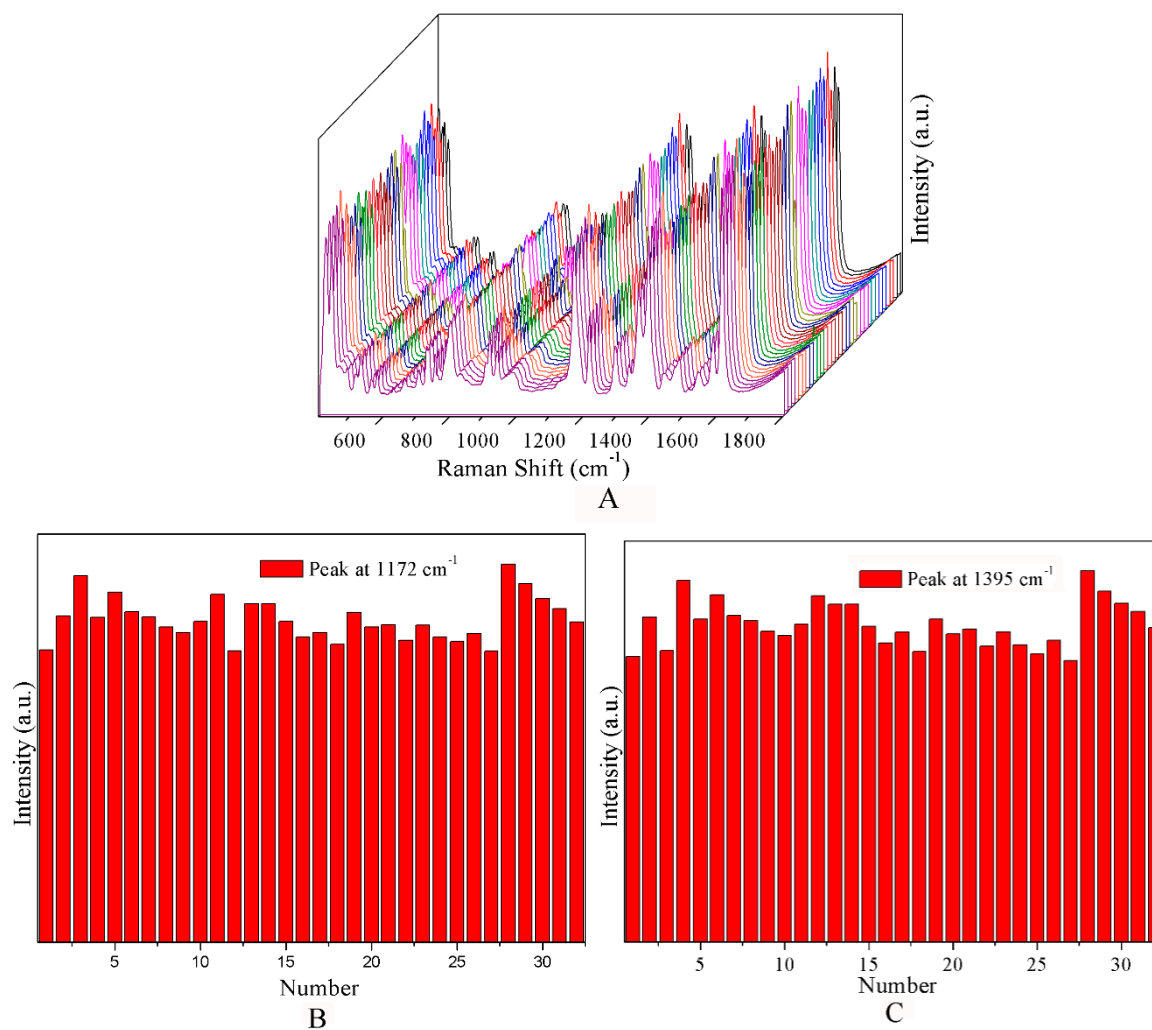 Intensity (a.u.)
600 800 1000 1200 1400 1600 1800
Raman Shift (cm⁻¹)
A
Peak at 1172 cm⁻¹
Intensity (a.u.)
5 10 15 20 25 30
Number
B
Peak at 1395 cm⁻¹
Intensity (a.u.)
5 10 15 20 25 30
Number
C